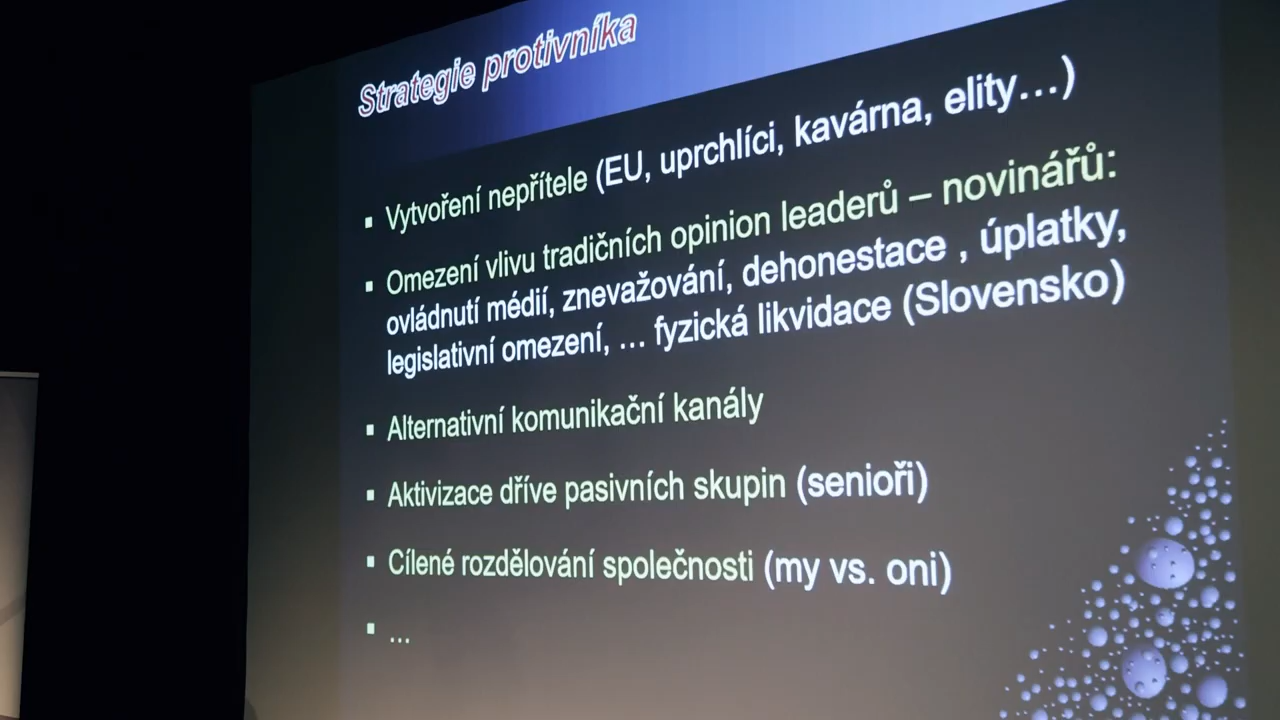 Strategie protivníka
▪ Vytvoření nepřítele (EU, uprchlíci, kavárna, elity…)
▪ Omezení vlivu tradičních opinion leaderů – novinářů:
ovládnutí médií, znevažování, dehonestace , úplatky,
legislativní omezení, … fyzická likvidace (Slovensko)
▪ Alternativní komunikační kanály
▪ Aktivizace dříve pasivních skupin (senioři)
▪ Cílené rozdělování společnosti (my vs. oni)
▪ …